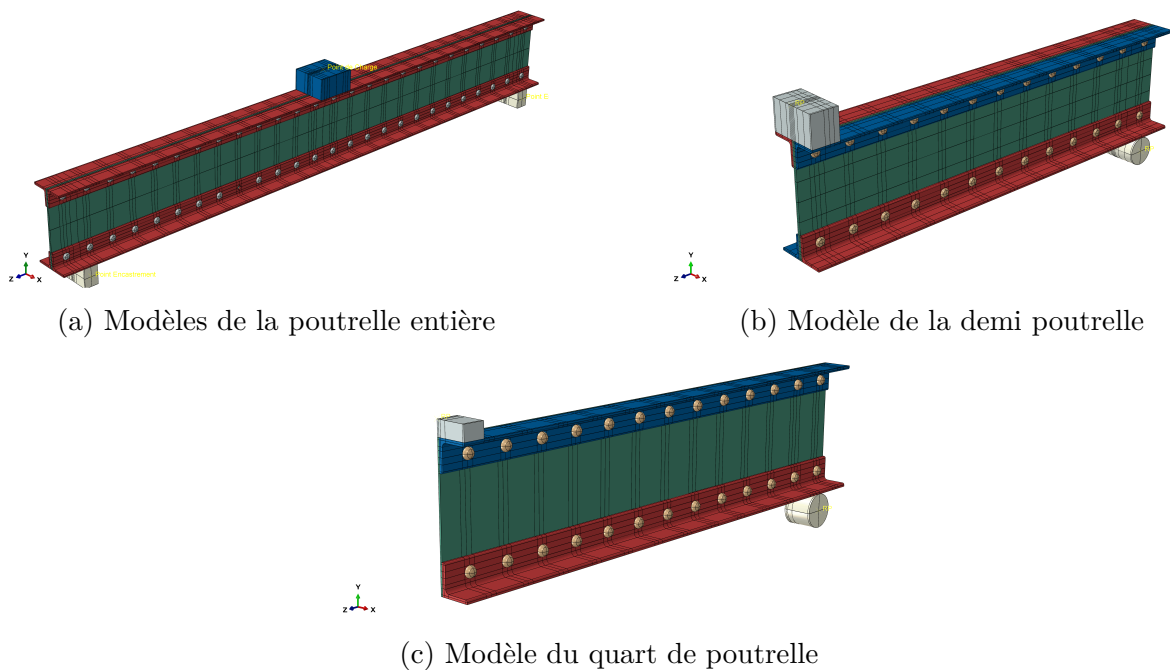 Y
Z
X
(a) Modèles de la poutrelle entière
Y
Z
X
(b) Modèle de la demi poutrelle
Y
Z
X
(c) Modèle du quart de poutrelle